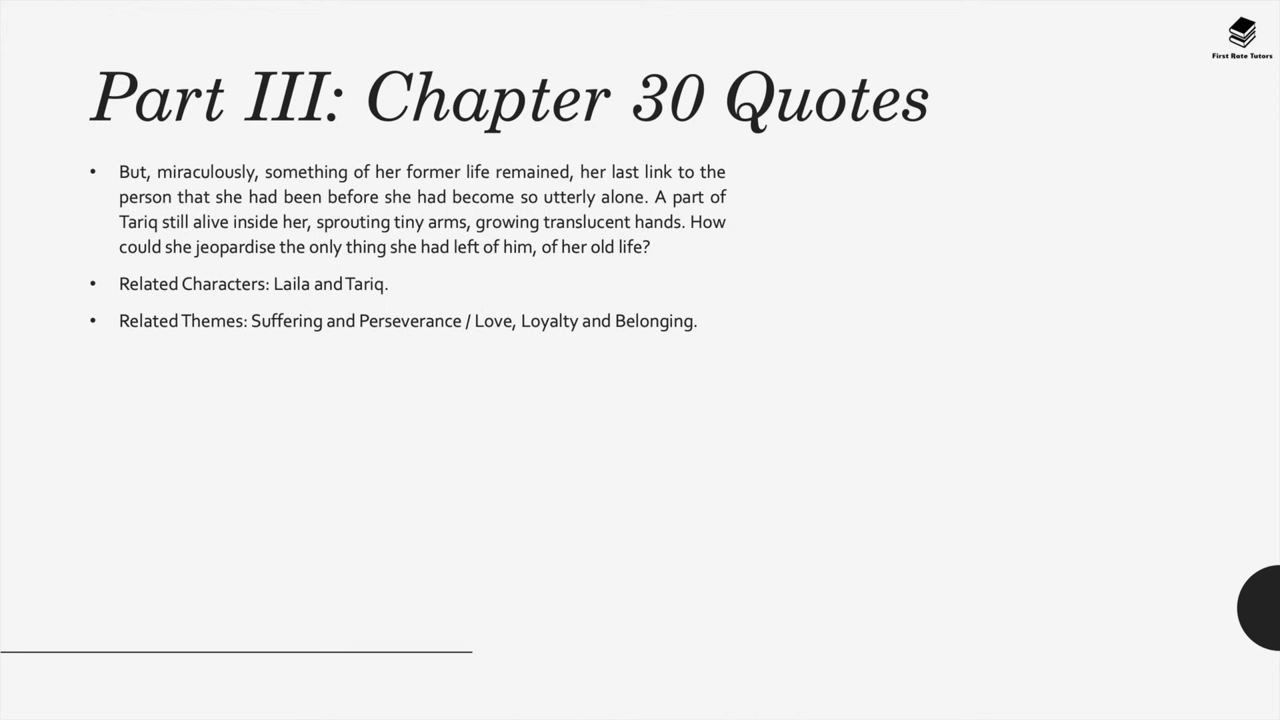 First Rate Tutors
Part III: Chapter 30 Quotes
• But, miraculously, something of her former life remained, her last link to the
person that she had been before she had become so utterly alone. A part of
Tariq still alive inside her, sprouting tiny arms, growing translucent hands. How
could she jeopardise the only thing she had left of him, of her old life?
• Related Characters: Laila and Tariq.
• Related Themes: Suffering and Perseverance / Love, Loyalty and Belonging.